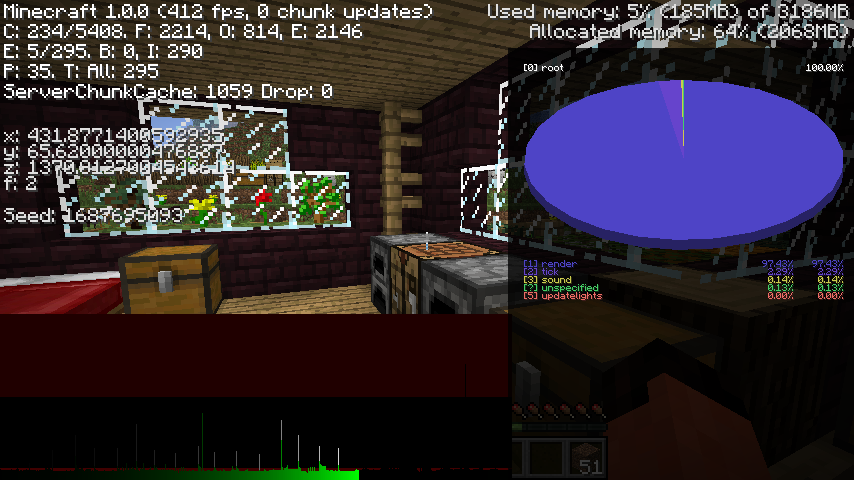 Minecraft 1.0.0 (412 fps, 0 chunk updates)
C: 234/5408. F: 2214, O: 814, E: 2146
E: 5/295. B: 0, I: 290
P: 35. T: All: 295
ServerChunkCache: 1059 Drop: 0
x: 431.8771400592935
y: 65.62000000476837
z: 1370.8127004543614
f: 2
Seed: 1687695093
Used memory: 5% (185MB) of 3186MB
Allocated memory: 64% (2068MB)
[0] root 100.00%
[1] render 97.43% 97.43%
[2] tick 2.29% 2.29%
[3] sound 0.14% 0.14%
[?] unspecified 0.13% 0.13%
[5] updatelights 0.00% 0.00%
51